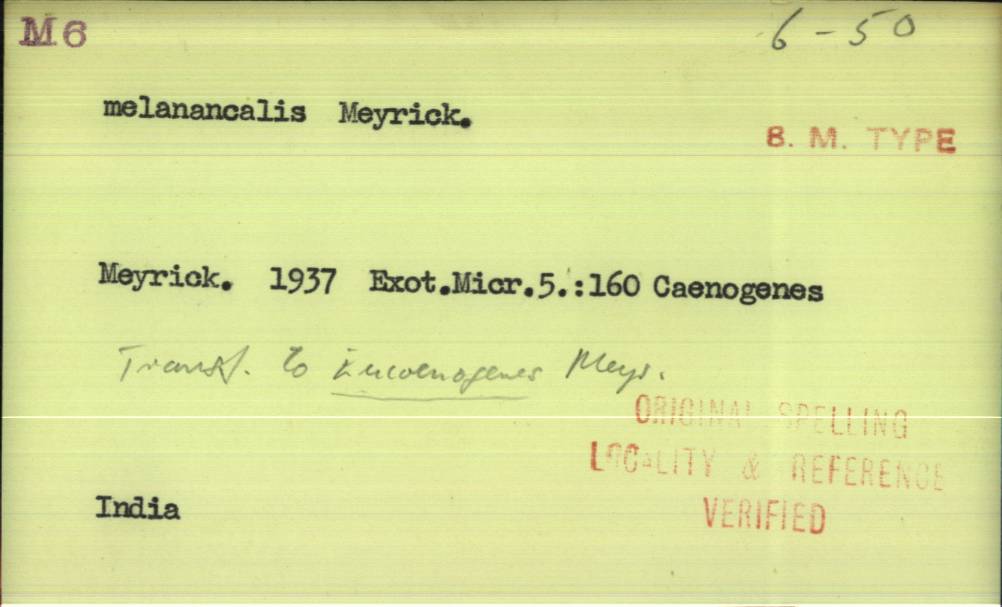 M6
6-50
melanancalis Meyrick.
B. M. TYPE
Meyrick. 1937 Exot.Micr.5.:160 Caenogenes
Transf. to Eucoenogenes Meyr.
ORIGINAL SPELLING
LOCALITY & REFERENCE
VERIFIED
India